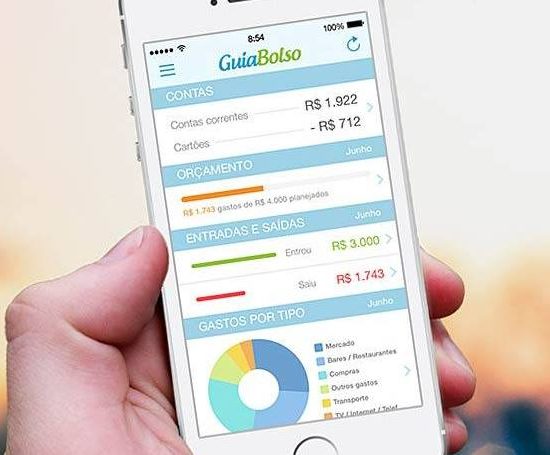 8:54
100%
GuiaBolso
CONTAS
Contas correntes R$ 1.922
Cartões - R$ 712
ORÇAMENTO Junho
R$ 1.743 gastos de R$ 4.000 planejados
ENTRADAS E SAÍDAS Junho
Entrou R$ 3.000
Saiu R$ 1.743
GASTOS POR TIPO Junho
Mercado
Bares / Restaurantes
Compras
Outros gastos
Transporte
TV / Internet / Telef